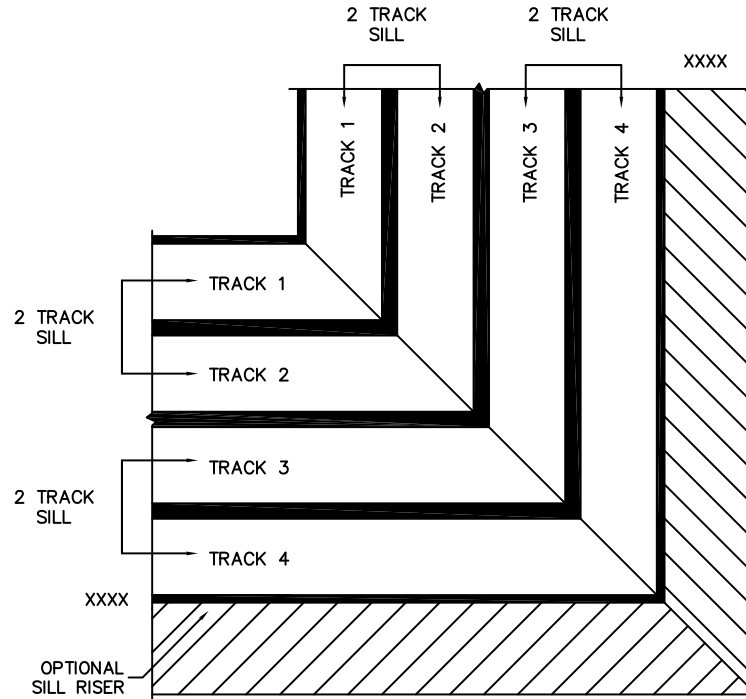 2 TRACK
SILL
2 TRACK
SILL
XXXX
TRACK 1
TRACK 2
TRACK 3
TRACK 4
2 TRACK
SILL
TRACK 1
TRACK 2
2 TRACK
SILL
TRACK 3
TRACK 4
XXXX
OPTIONAL
SILL RISER